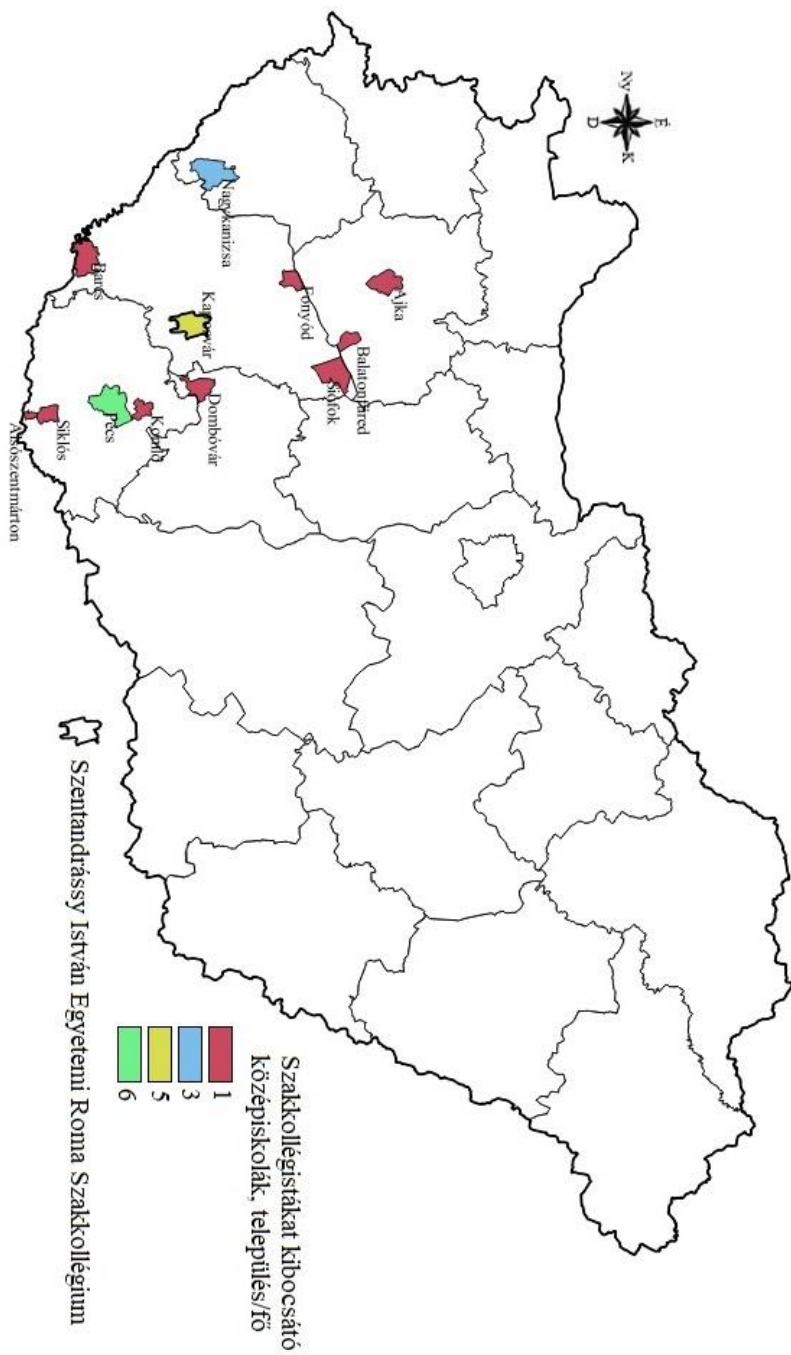 Ny
É
D
K
Ajka
Balatonfüred
Siófok
Fonyód
Nagykanizsa
Kaposvár
Dombóvár
Barcs
Komló
Pécs
Siklós
Alsószentmárton
Szakkollégistákat kibocsátó
középiskolák, település/fő
1
3
5
6
Szentandrássy István Egyetemi Roma Szakkollégium